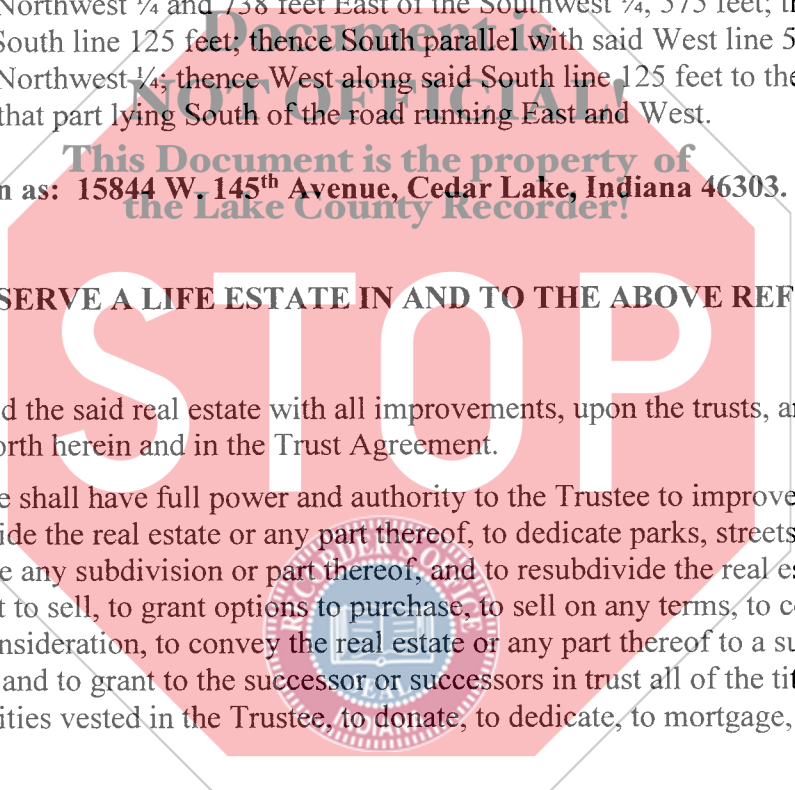 Northwest ¼ and 738 feet East of the Southwest ¼, 575 feet; th
Document is
South line 125 feet; thence South parallel with said West line 5
Northwest ¼; thence West along said South line 125 feet to the
NOT OFFICIAL!
that part lying South of the road running East and West.
This Document is the property of
n as: 15844 W. 145th Avenue, Cedar Lake, Indiana 46303.
the Lake County Recorder!
SERVE A LIFE ESTATE IN AND TO THE ABOVE REF
STOP
d the said real estate with all improvements, upon the trusts, a
orth herein and in the Trust Agreement.
e shall have full power and authority to the Trustee to improve
ide the real estate or any part thereof, to dedicate parks, streets
e any subdivision or part thereof, and to resubdivide the real es
t to sell, to grant options to purchase, to sell on any terms, to c
nsideration, to convey the real estate or any part thereof to a su
and to grant to the successor or successors in trust all of the tit
ities vested in the Trustee, to donate, to dedicate, to mortgage,
RECORDER'S OFFICE
INDIANA